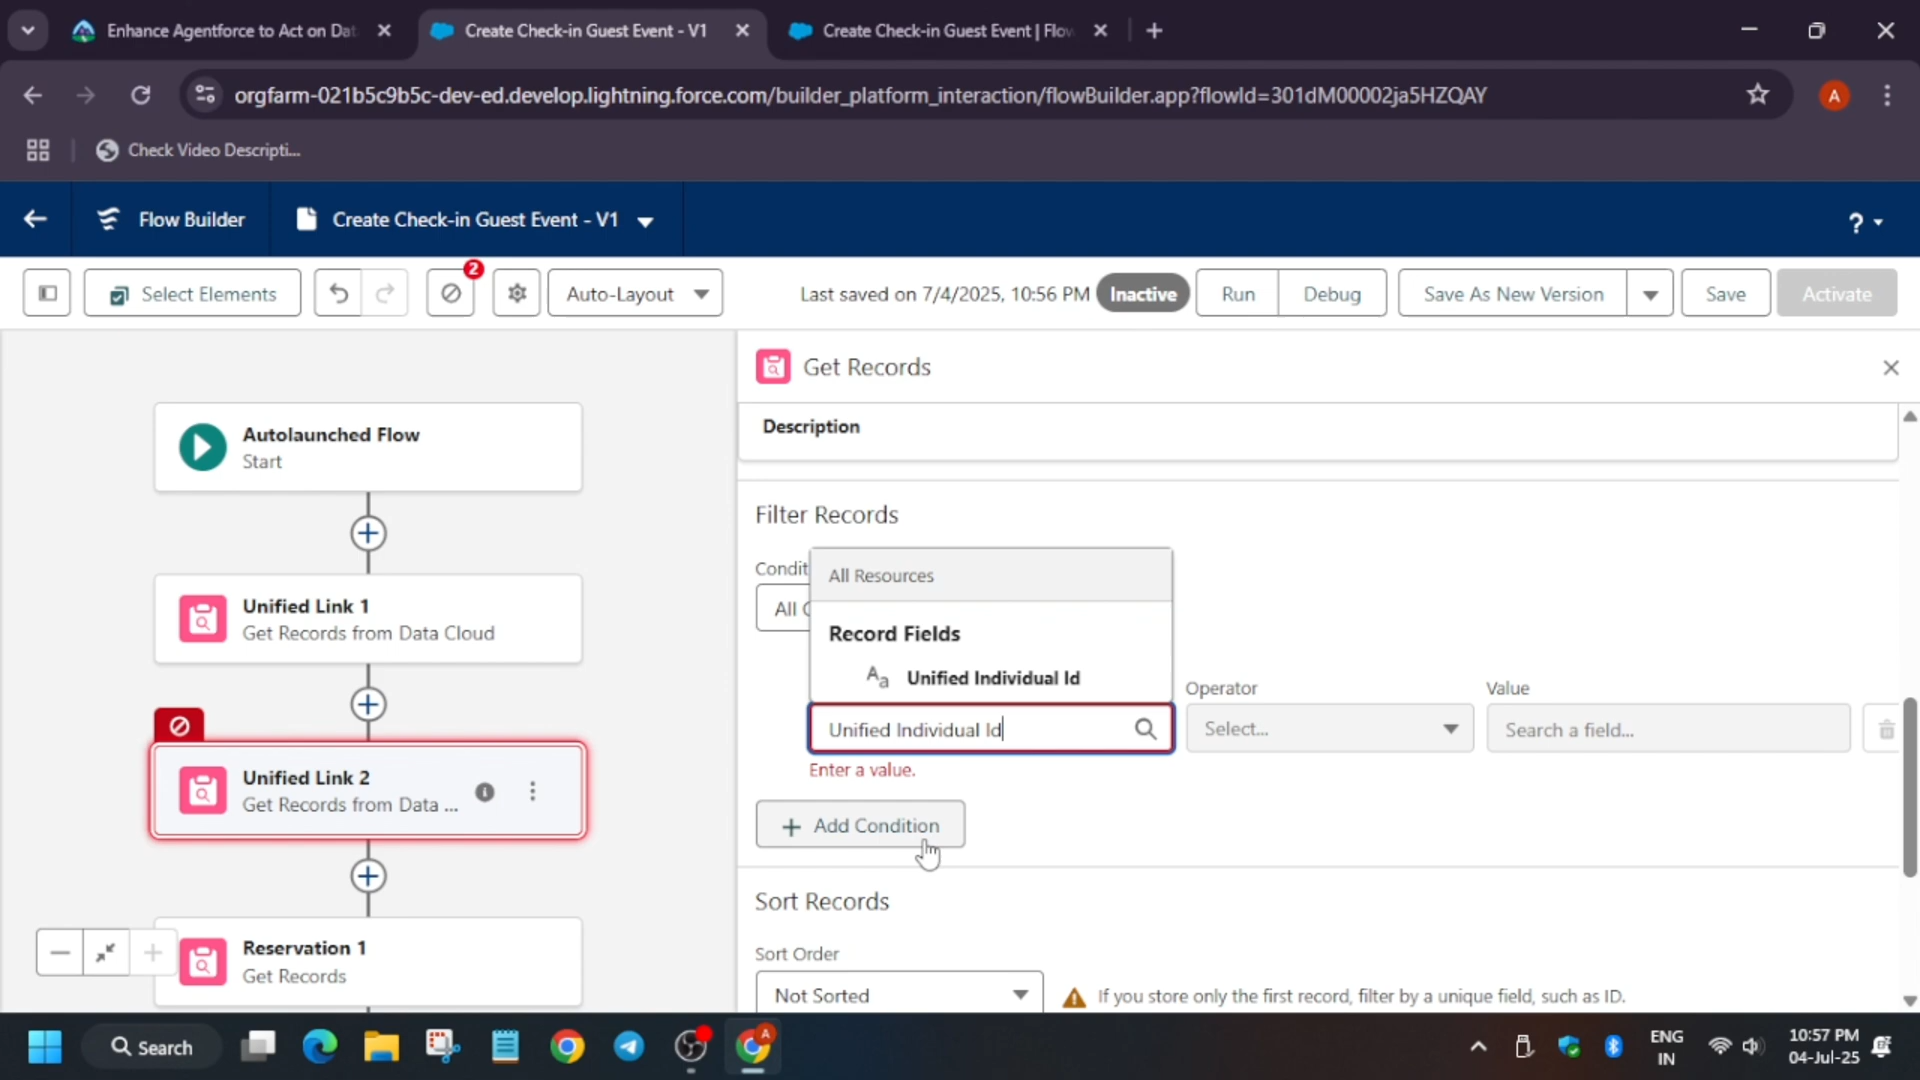 Enhance Agentforce to Act on Dat
Create Check-in Guest Event - V1
Create Check-in Guest Event | Flow
orgfarm-021b5c9b5c-dev-ed.develop.lightning.force.com/builder_platform_interaction/flowBuilder.app?flowId=301dM00002ja5HZQAY
A
Check Video Descripti...
Flow Builder
Create Check-in Guest Event - V1
?
Select Elements
2
Auto-Layout
Last saved on 7/4/2025, 10:56 PM
Inactive
Run
Debug
Save As New Version
Save
Activate
Autolaunched Flow
Start
Unified Link 1
Get Records from Data Cloud
Unified Link 2
Get Records from Data ...
Reservation 1
Get Records
Get Records
Description
Filter Records
Condit
All C
All Resources
Record Fields
Aa Unified Individual Id
Operator
Value
Unified Individual Id
Select...
Search a field...
Enter a value.
+ Add Condition
Sort Records
Sort Order
Not Sorted
If you store only the first record, filter by a unique field, such as ID.
Search
A
ENG
IN
10:57 PM
04-Jul-25